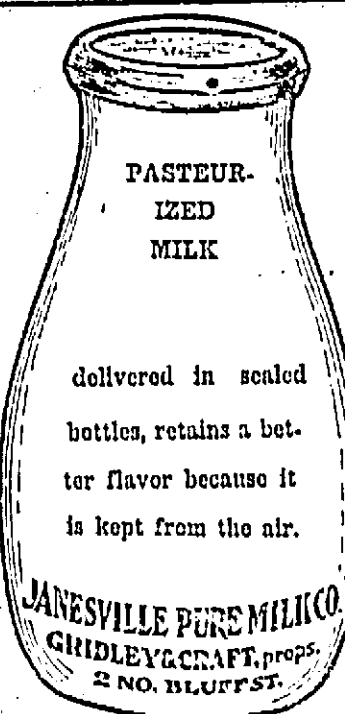 PASTEUR-
IZED
MILK
delivered in sealed
bottles, retains a bet-
ter flavor because it
is kept from the air.
JANESVILLE PURE MILK CO.
GRIDLEY & CRAFT, props.
2 NO. BLUFF ST.